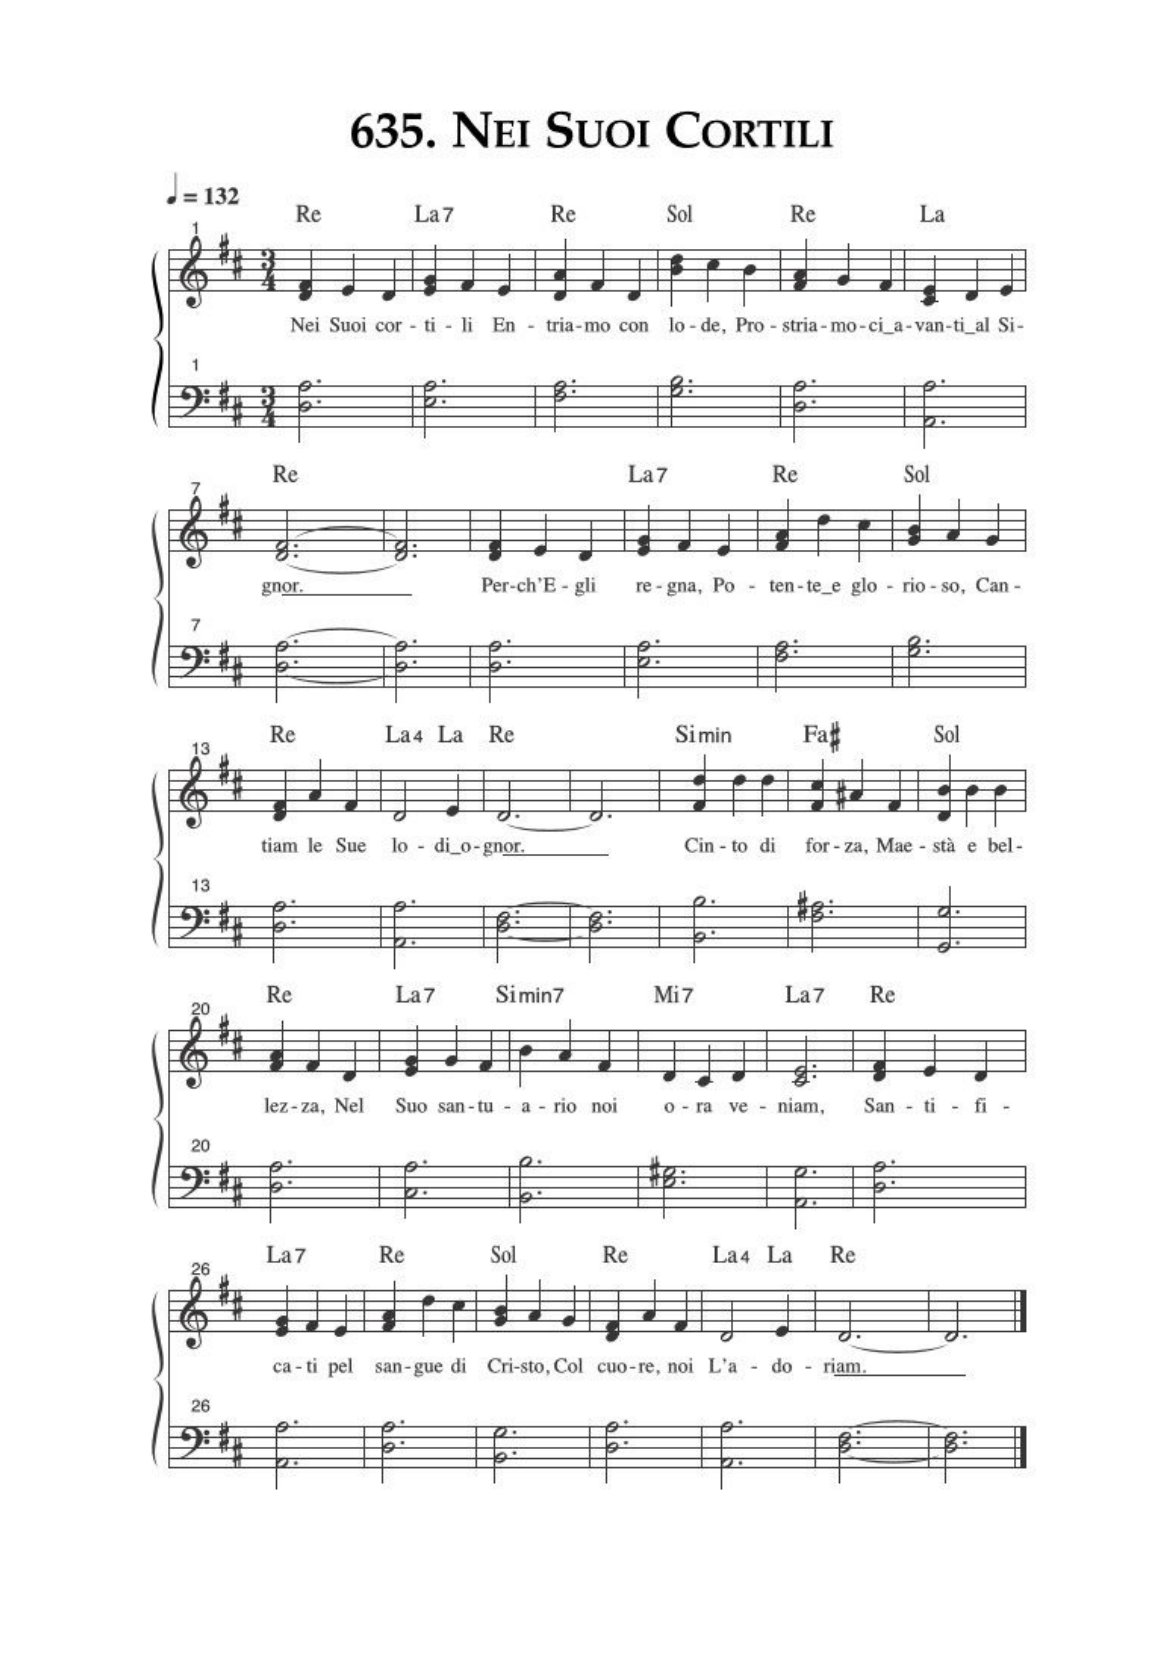 635. NEI SUOI CORTILI
♩ = 132
Re La7 Re Sol Re La
1
3 4
Nei Suoi cor - ti - li En - tria - mo con lo - de, Pro - stria - mo - ci_a - van - ti_al Si -
1
3 4
Re La7 Re Sol
7
gnor. Per - ch'E - gli re - gna, Po - ten - te_e glo - rio - so, Can -
7
Re La4 La Re Simin Fa♯ Sol
13
tiam le Sue lo - di_o - gnor. Cin - to di for - za, Mae - stà e bel -
13
Re La7 Simin7 Mi7 La7 Re
20
lez - za, Nel Suo san - tu - a - rio noi o - ra ve - niam, San - ti - fi -
20
La7 Re Sol Re La4 La Re
26
ca - ti pel san - gue di Cri - sto, Col cuo - re, noi L'a - do - riam.
26